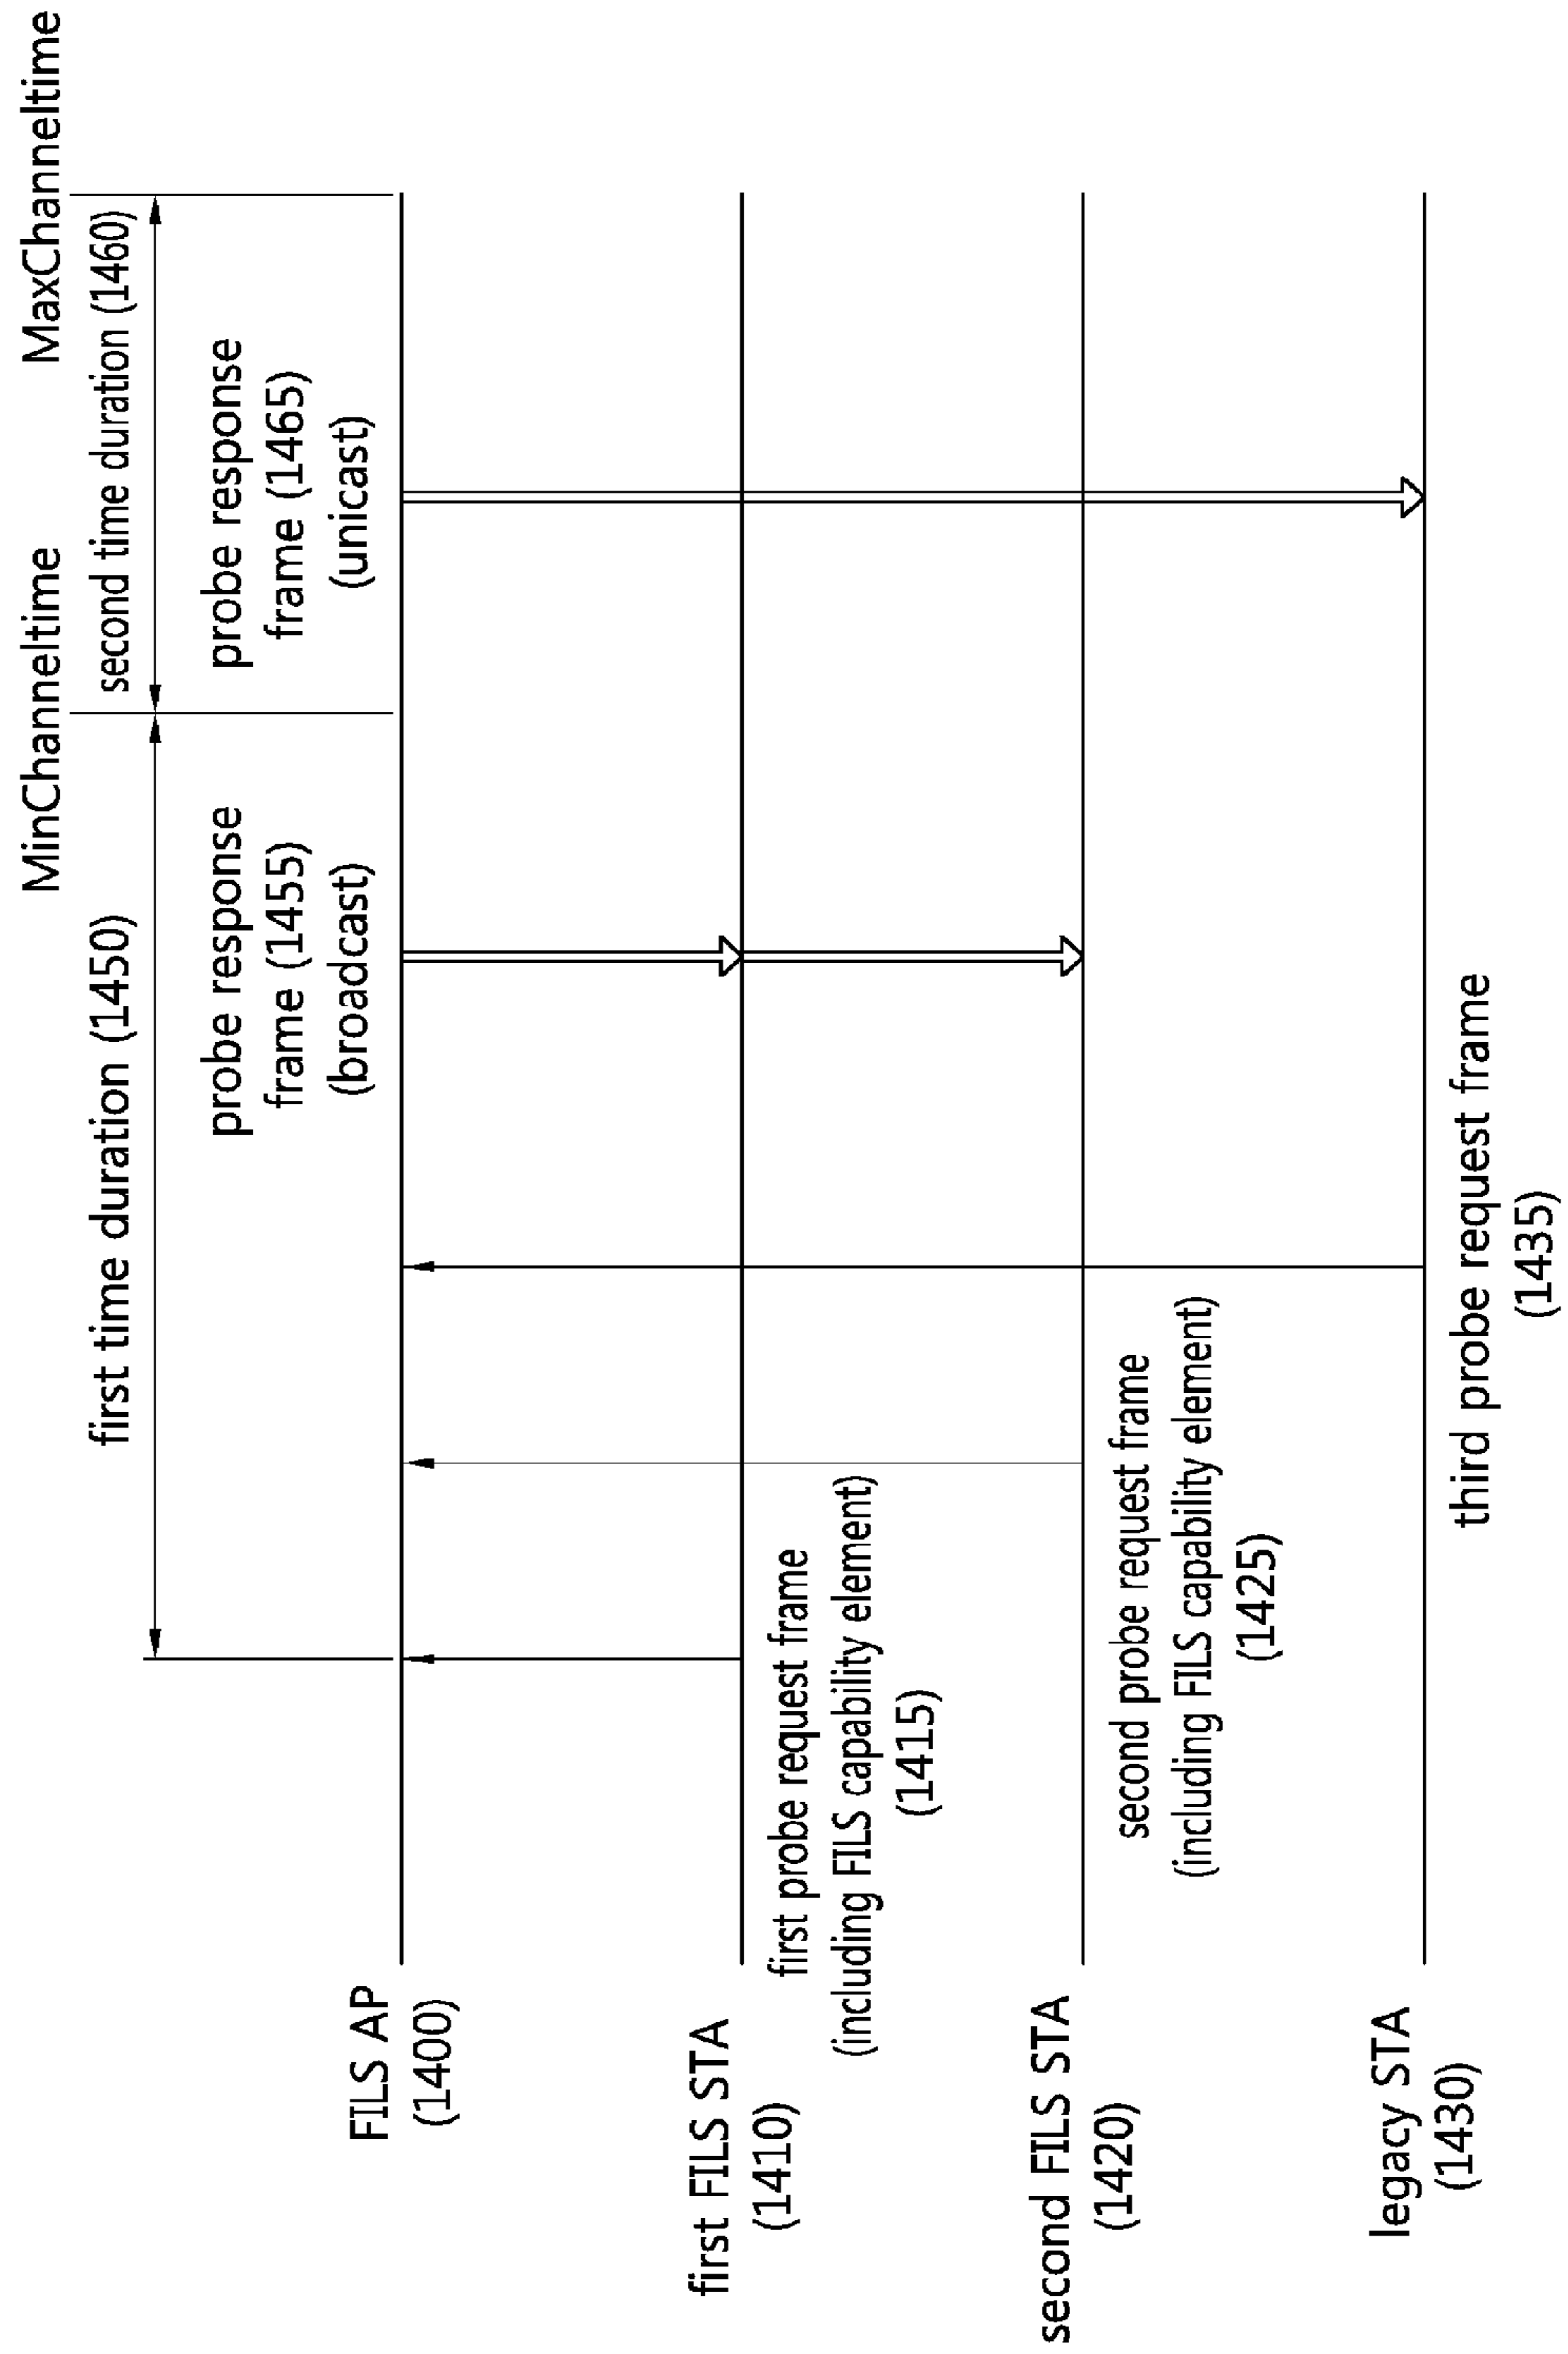 MinChanneltime
MaxChanneltime
first time duration (1450)
second time duration (1460)
probe response
frame (1455)
(broadcast)
probe response
frame (1465)
(unicast)
FILS AP
(1400)
first FILS STA
(1410)
first probe request frame
(including FILS capability element)
(1415)
second FILS STA
(1420)
second probe request frame
(including FILS capability element)
(1425)
legacy STA
(1430)
third probe request frame
(1435)